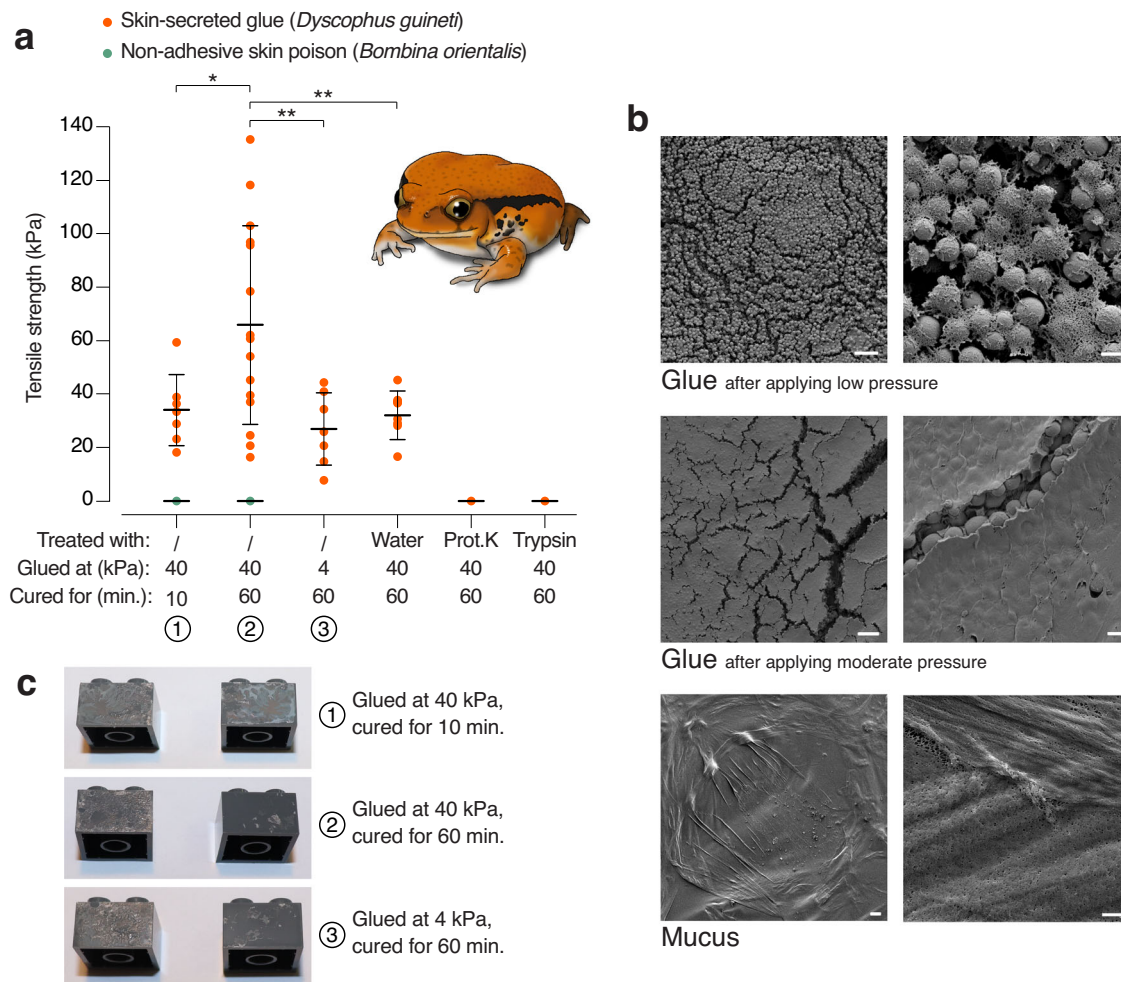 a
Skin-secreted glue (Dyscophus guineti)
Non-adhesive skin poison (Bombina orientalis)
*
**
**
Tensile strength (kPa)
140
120
100
80
60
40
20
0
Treated with: / / / Water Prot.K Trypsin
Glued at (kPa): 40 40 4 40 40 40
Cured for (min.): 10 60 60 60 60 60
1 2 3
b
Glue after applying low pressure
Glue after applying moderate pressure
Mucus
c
1 Glued at 40 kPa,
cured for 10 min.
2 Glued at 40 kPa,
cured for 60 min.
3 Glued at 4 kPa,
cured for 60 min.